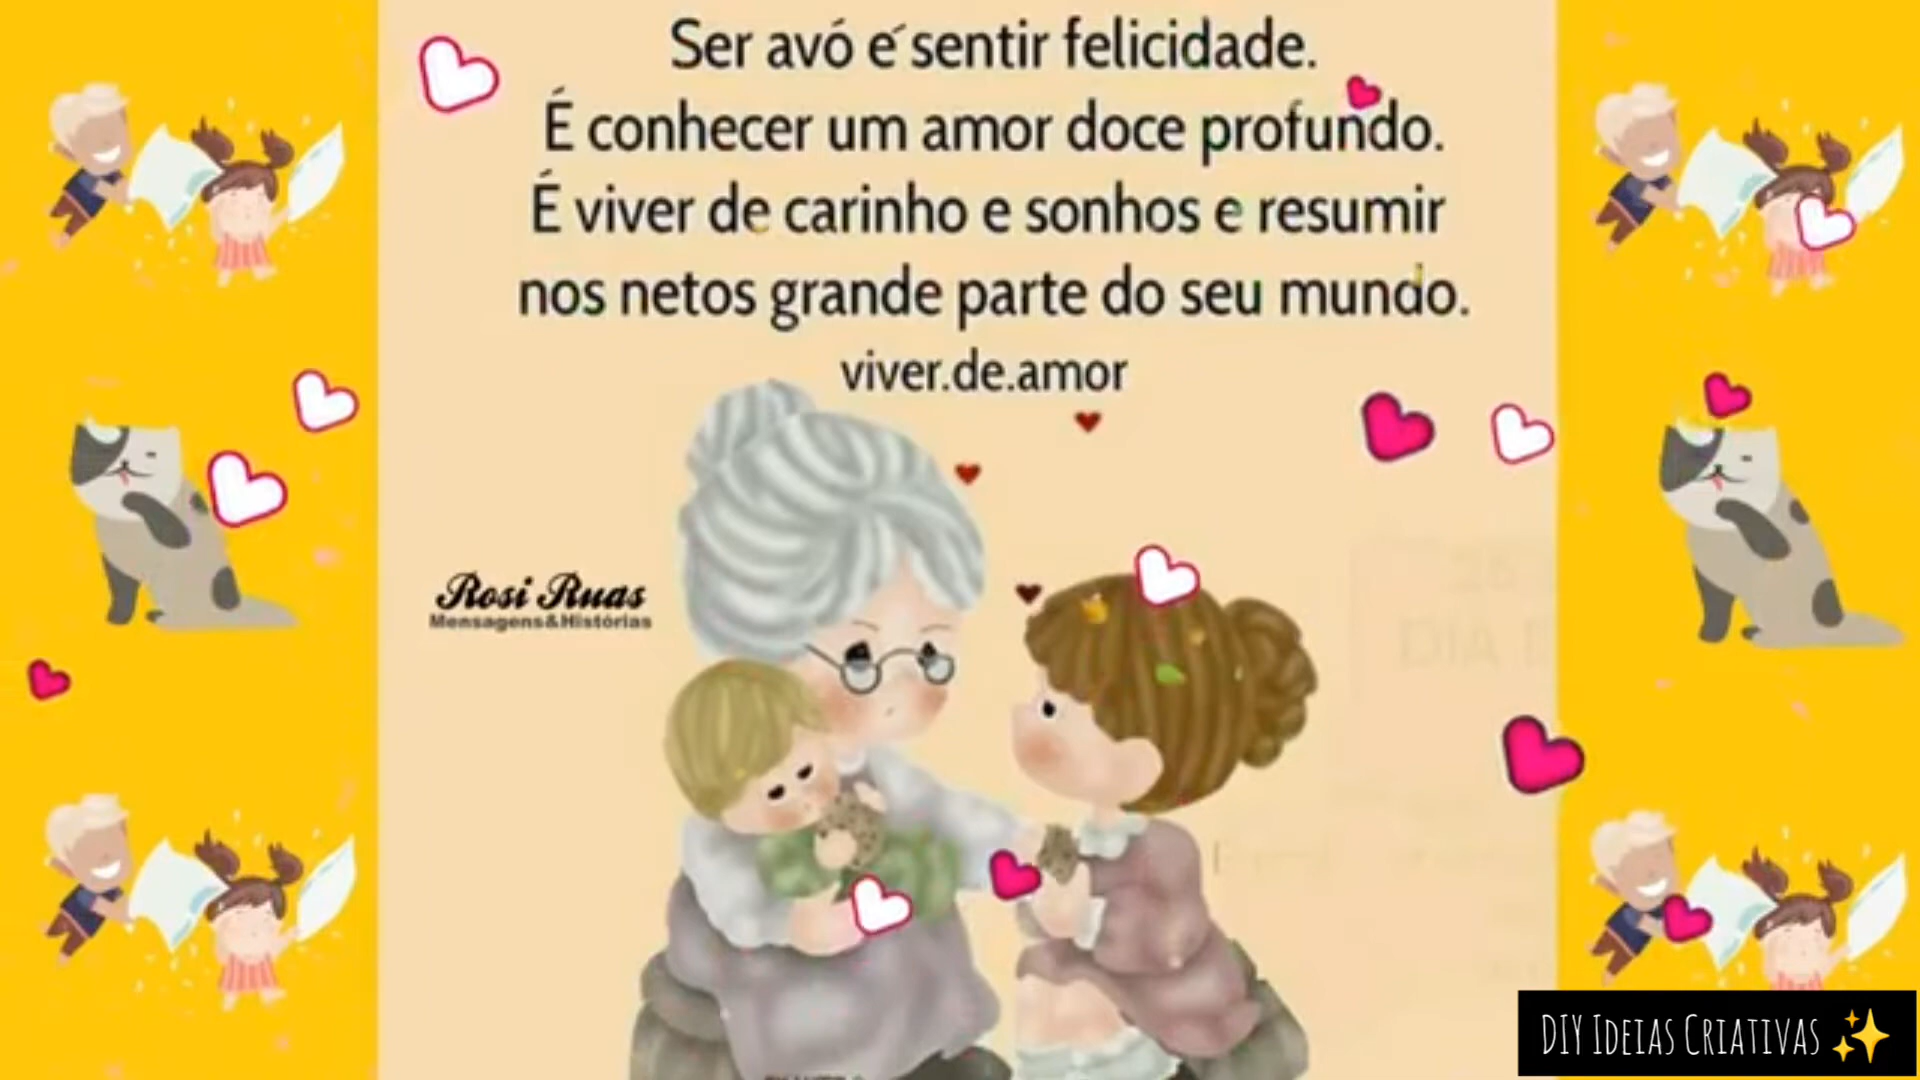 Ser avó é sentir felicidade.
É conhecer um amor doce profundo.
É viver de carinho e sonhos e resumir
nos netos grande parte do seu mundo.
viver.de.amor
Rosi Ruas
Mensagens&Histórias
DIA
DIY Ideias Criativas